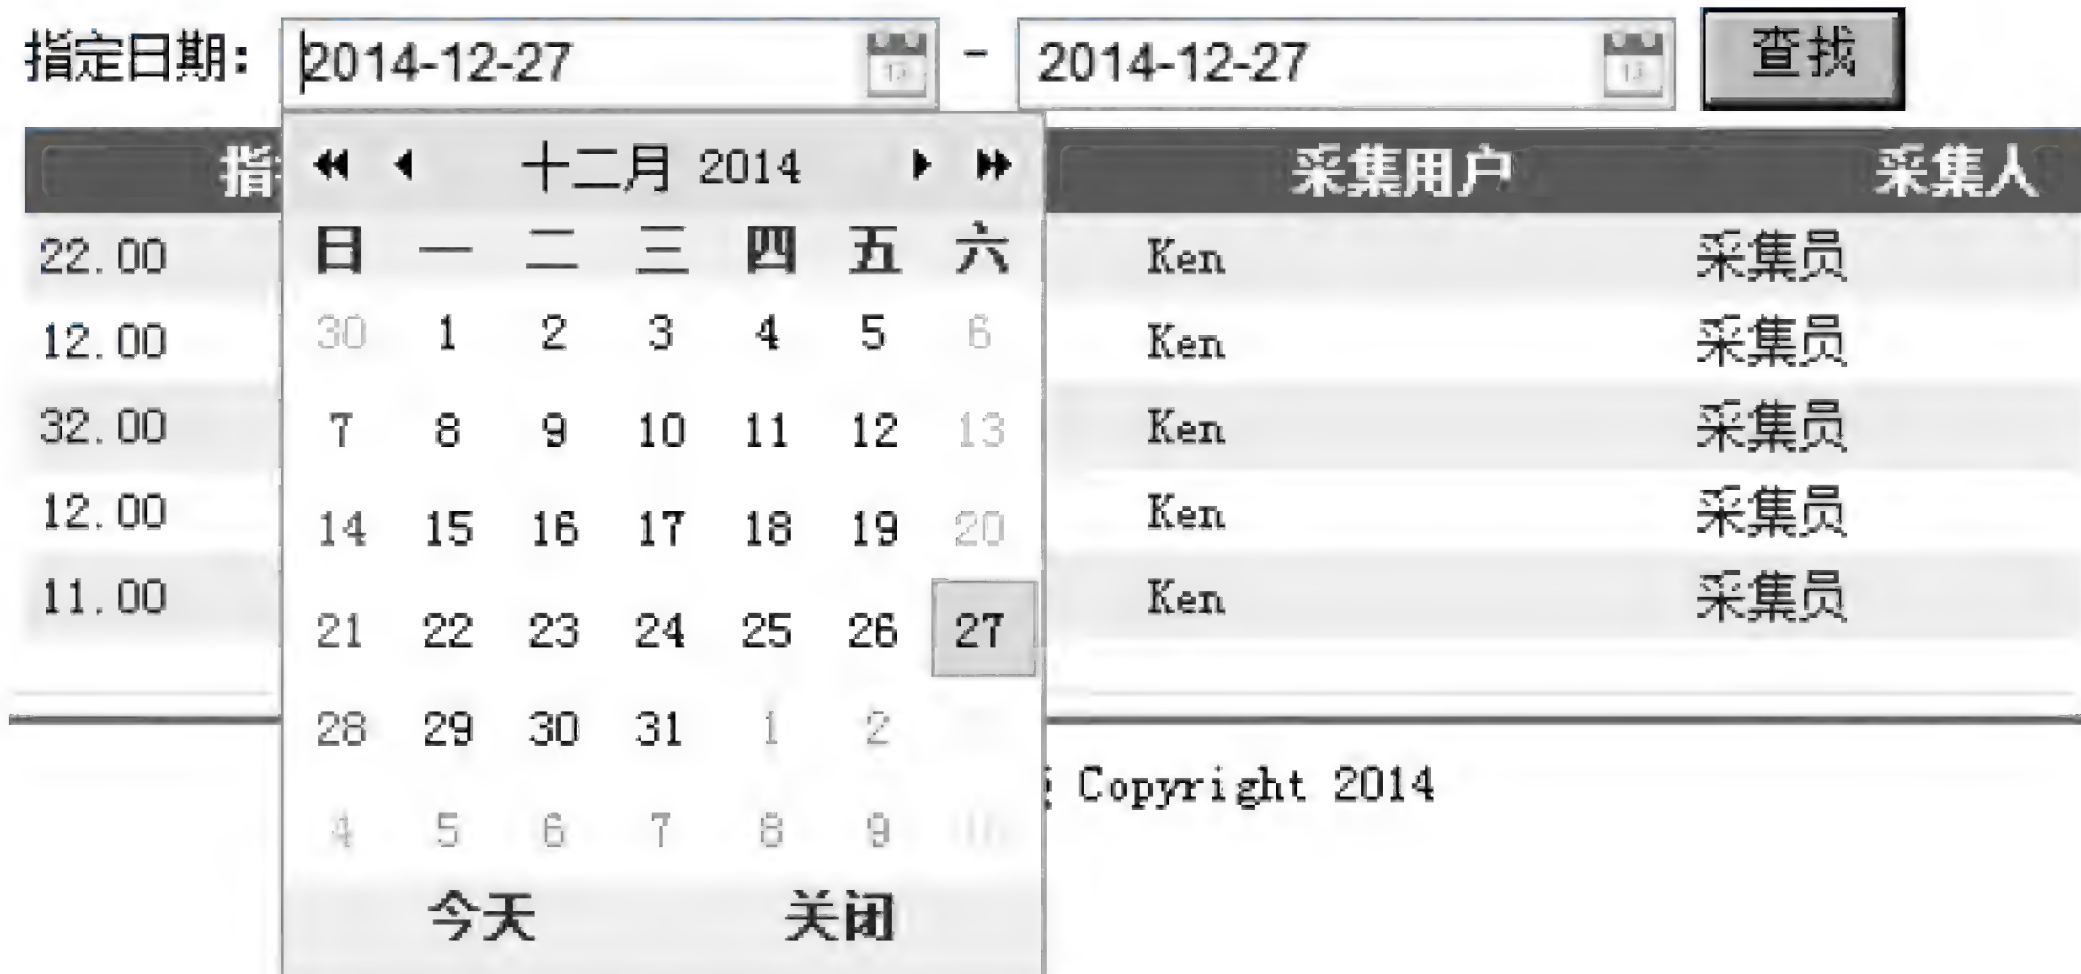 指定日期： 2014-12-27 - 2014-12-27 查找
十二月 2014 采集用户 采集人
日 一 二 三 四 五 六
22.00 Ken 采集员
30 1 2 3 4 5 6
12.00 Ken 采集员
7 8 9 10 11 12 13
32.00 Ken 采集员
14 15 16 17 18 19 20
12.00 Ken 采集员
11.00 Ken 采集员
21 22 23 24 25 26 27
28 29 30 31 1 2
Copyright 2014
4 5 6 7 8 9 10
今天 关闭